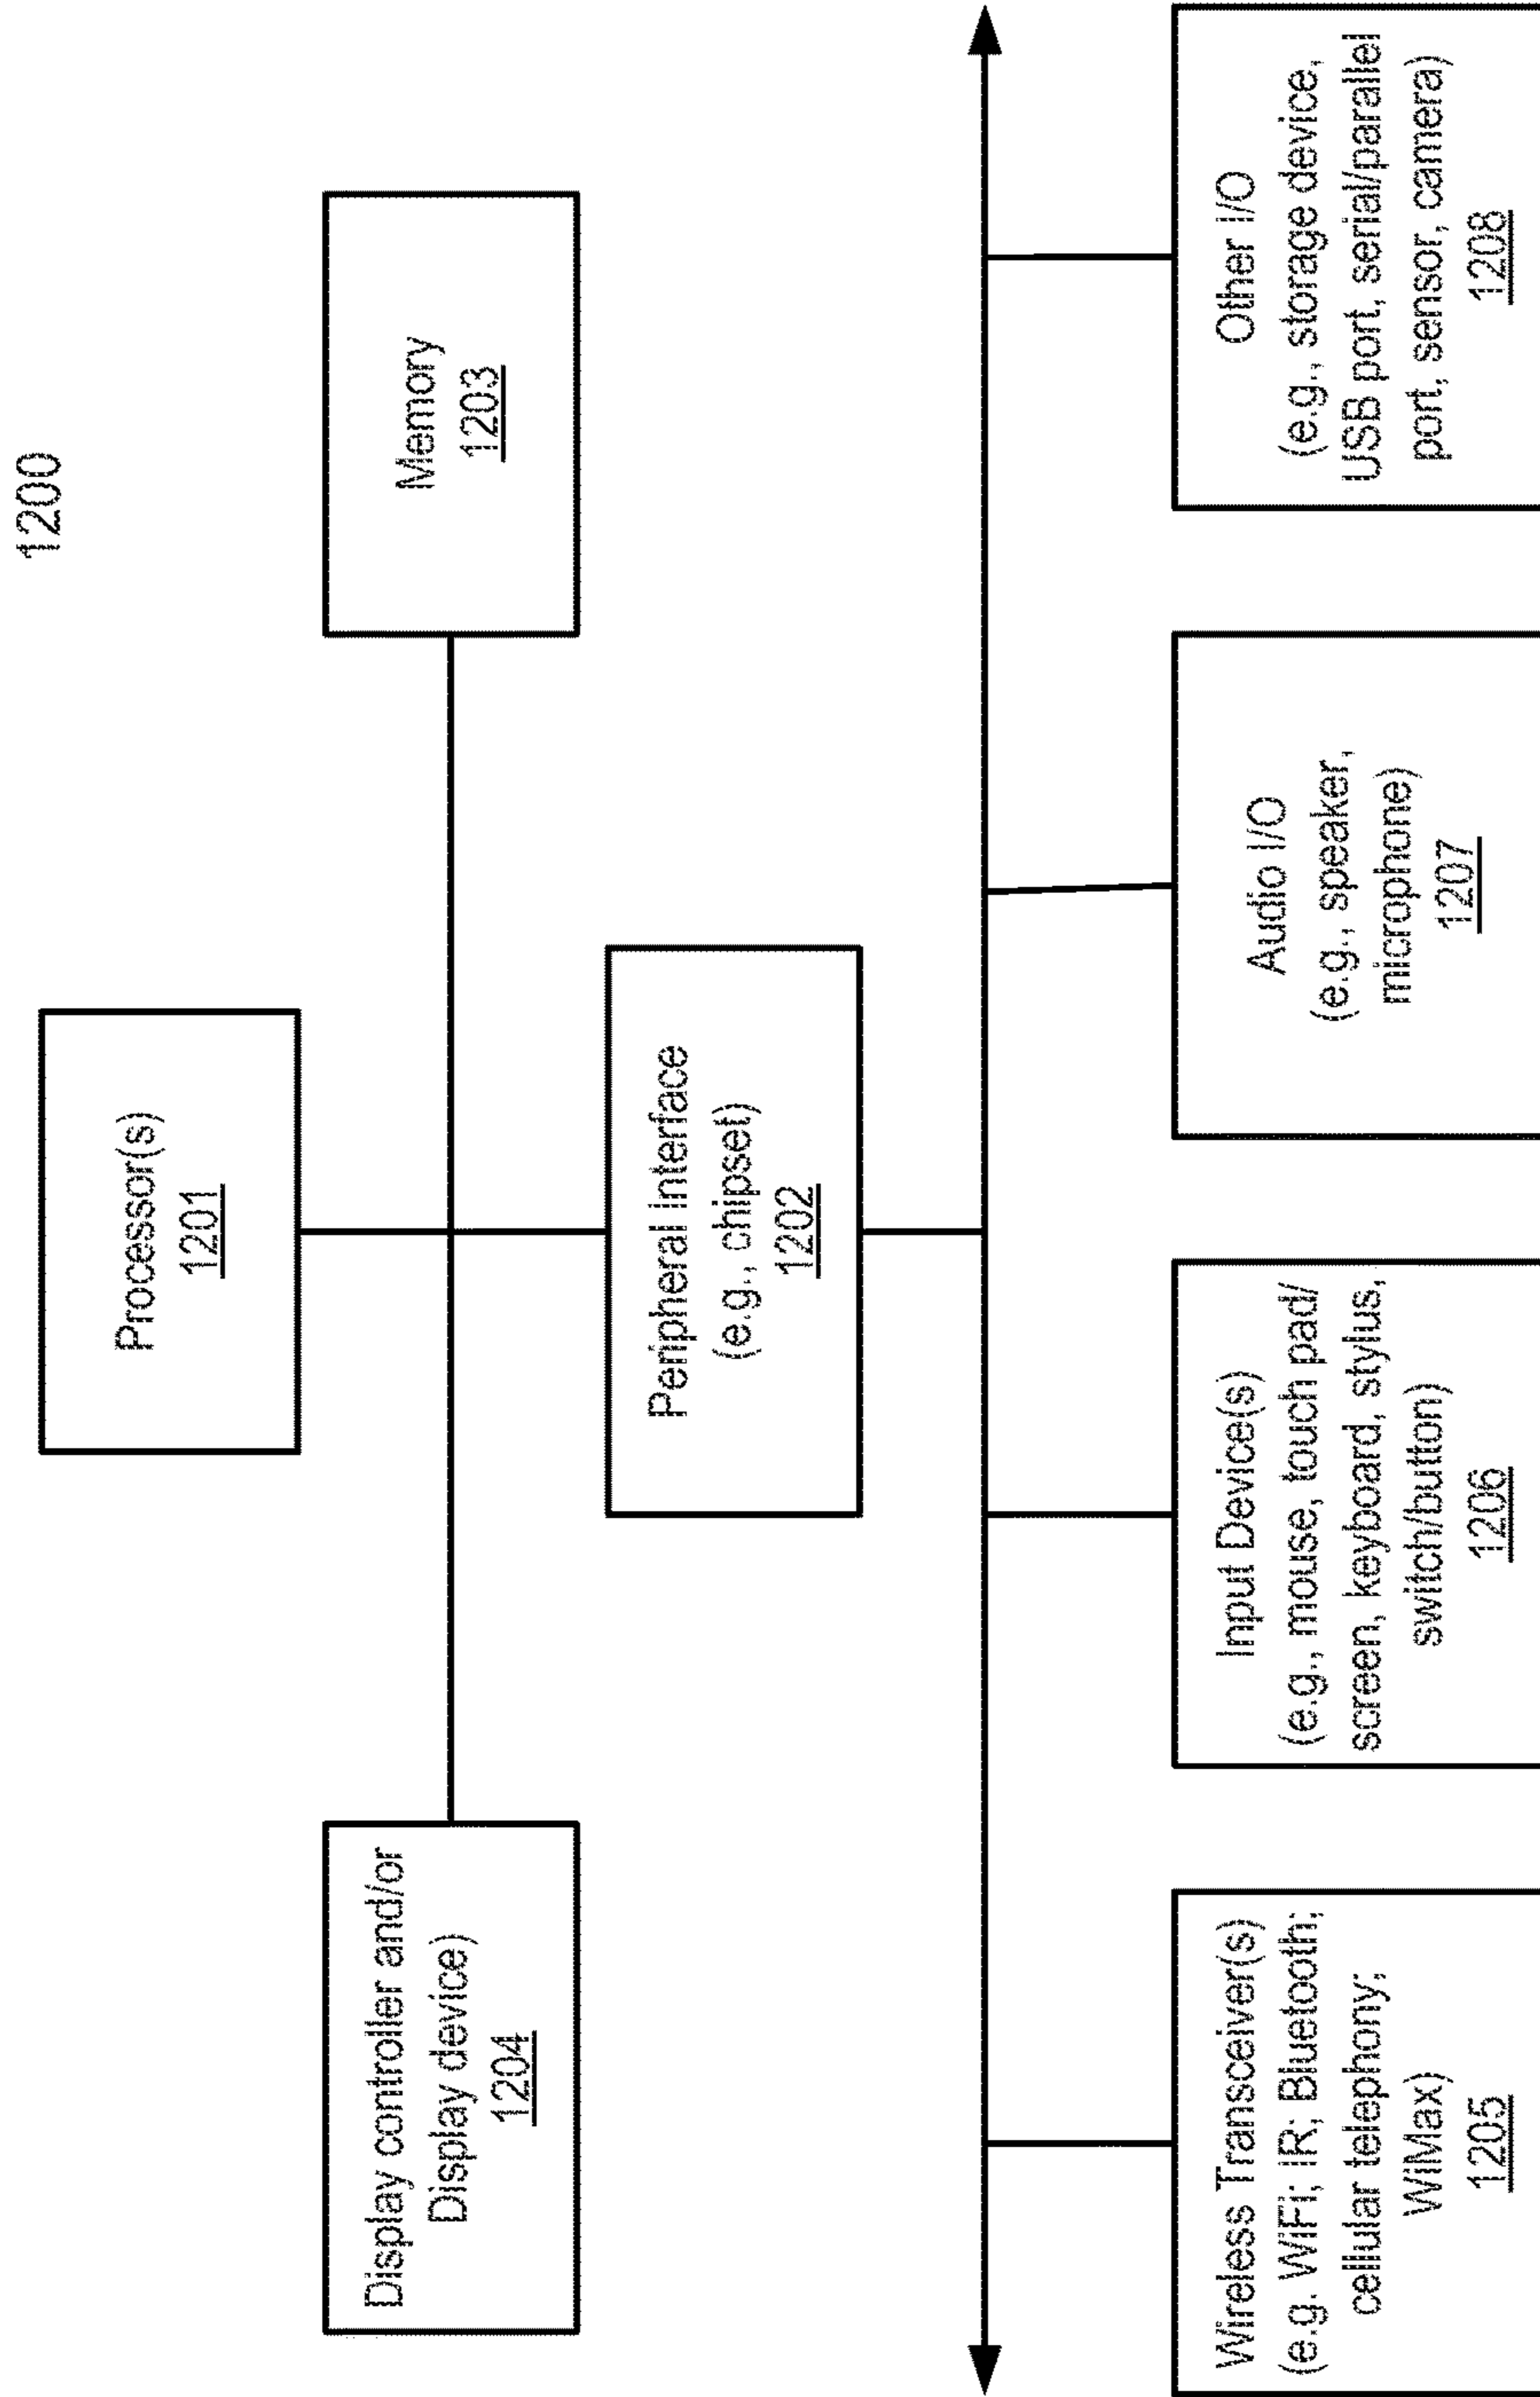 1200
Processor(s)
1201
Display controller and/or
Display device)
1204
Memory
1203
Peripheral Interface
(e.g., chipset)
1202
Wireless Transceiver(s)
(e.g. WiFi; IR; Bluetooth;
cellular telephony;
WiMax)
1205
Input Device(s)
(e.g., mouse, touch pad/
screen, keyboard, stylus,
switch/button)
1206
Audio I/O
(e.g., speaker,
microphone)
1207
Other I/O
(e.g., storage device,
USB port, serial/parallel
port, sensor, camera)
1208